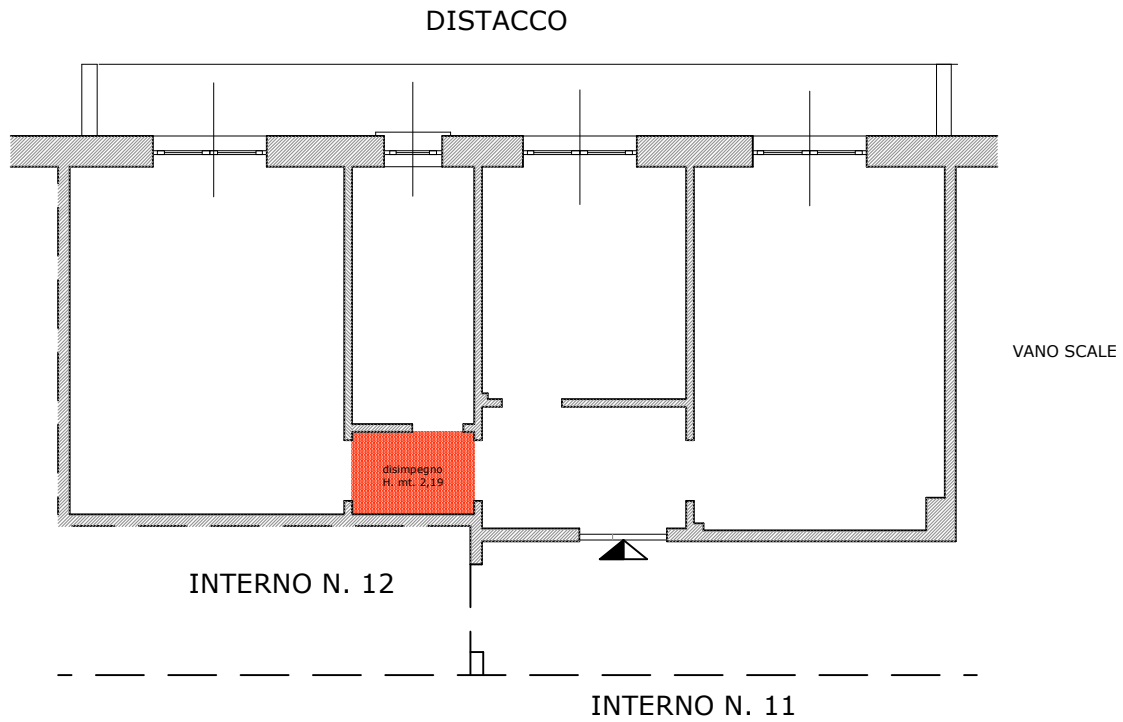 DISTACCO
VANO SCALE
disimpegno
H. mt. 2,19
INTERNO N. 12
INTERNO N. 11